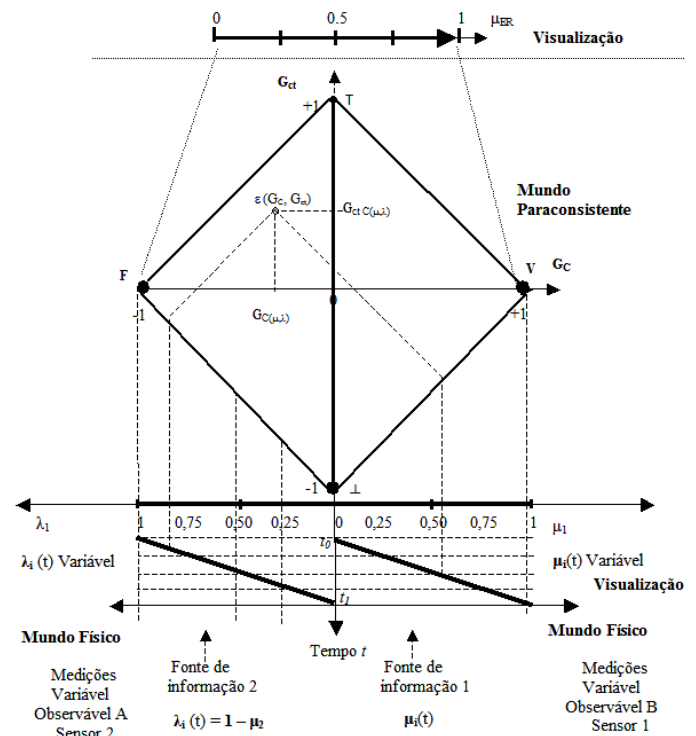 0 0.5 1 μER
Visualização
Gct
+1 T
ε(GC, Gct)
Gct C(μ,λ)
Mundo
Paraconsistente
F V GC
0
-1 GC(μ,λ) +1
-1 ⊥
λ1 1 0,75 0,50 0,25 0 0,25 0,50 0,75 1 μ1
t0
λi (t) Variável μi(t) Variável
Visualização
t1
Mundo Físico Tempo t Mundo Físico
Medições
Variável
Observável A
Sensor 2
Fonte de
informação 2
λi (t) = 1 – μ2
Fonte de
informação 1
μi(t)
Medições
Variável
Observável B
Sensor 1